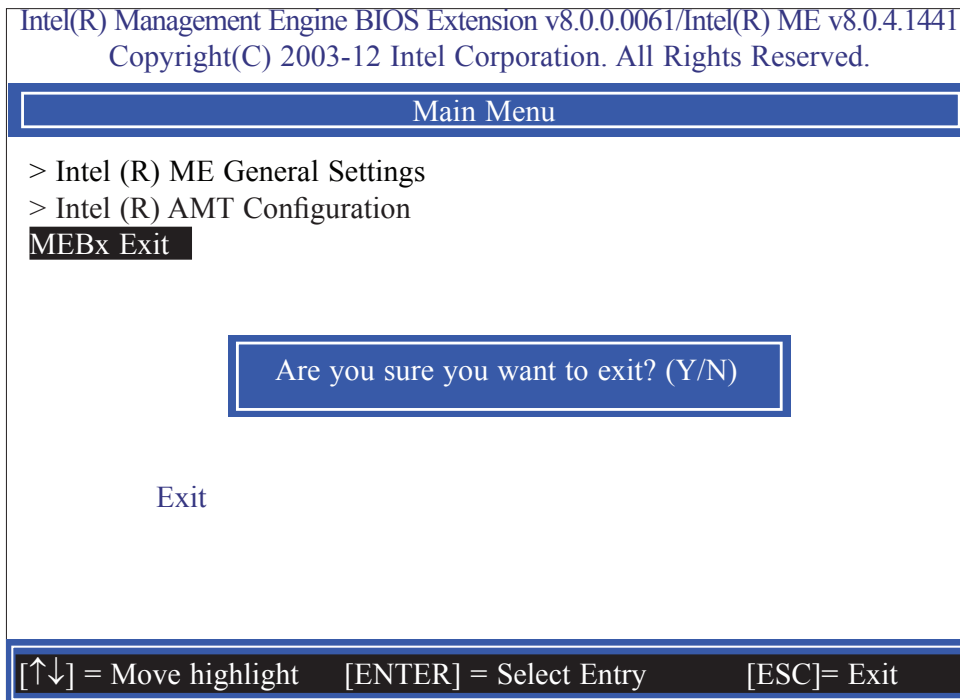 Intel(R) Management Engine BIOS Extension v8.0.0.0061/Intel(R) ME v8.0.4.1441
Copyright(C) 2003-12 Intel Corporation. All Rights Reserved.
Main Menu
> Intel (R) ME General Settings
> Intel (R) AMT Configuration
MEBx Exit
Are you sure you want to exit? (Y/N)
Exit
[↑↓] = Move highlight [ENTER] = Select Entry [ESC]= Exit